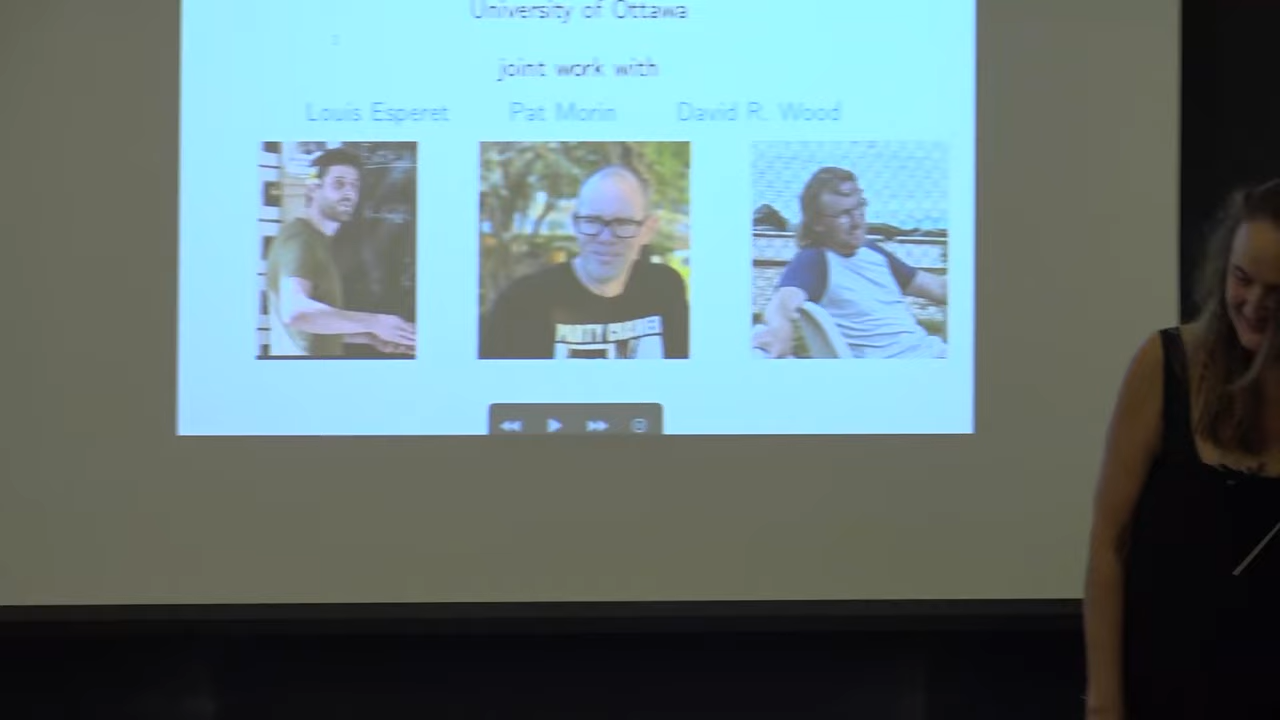 University of Ottawa
joint work with
Louis Esperet Pat Morin David R. Wood